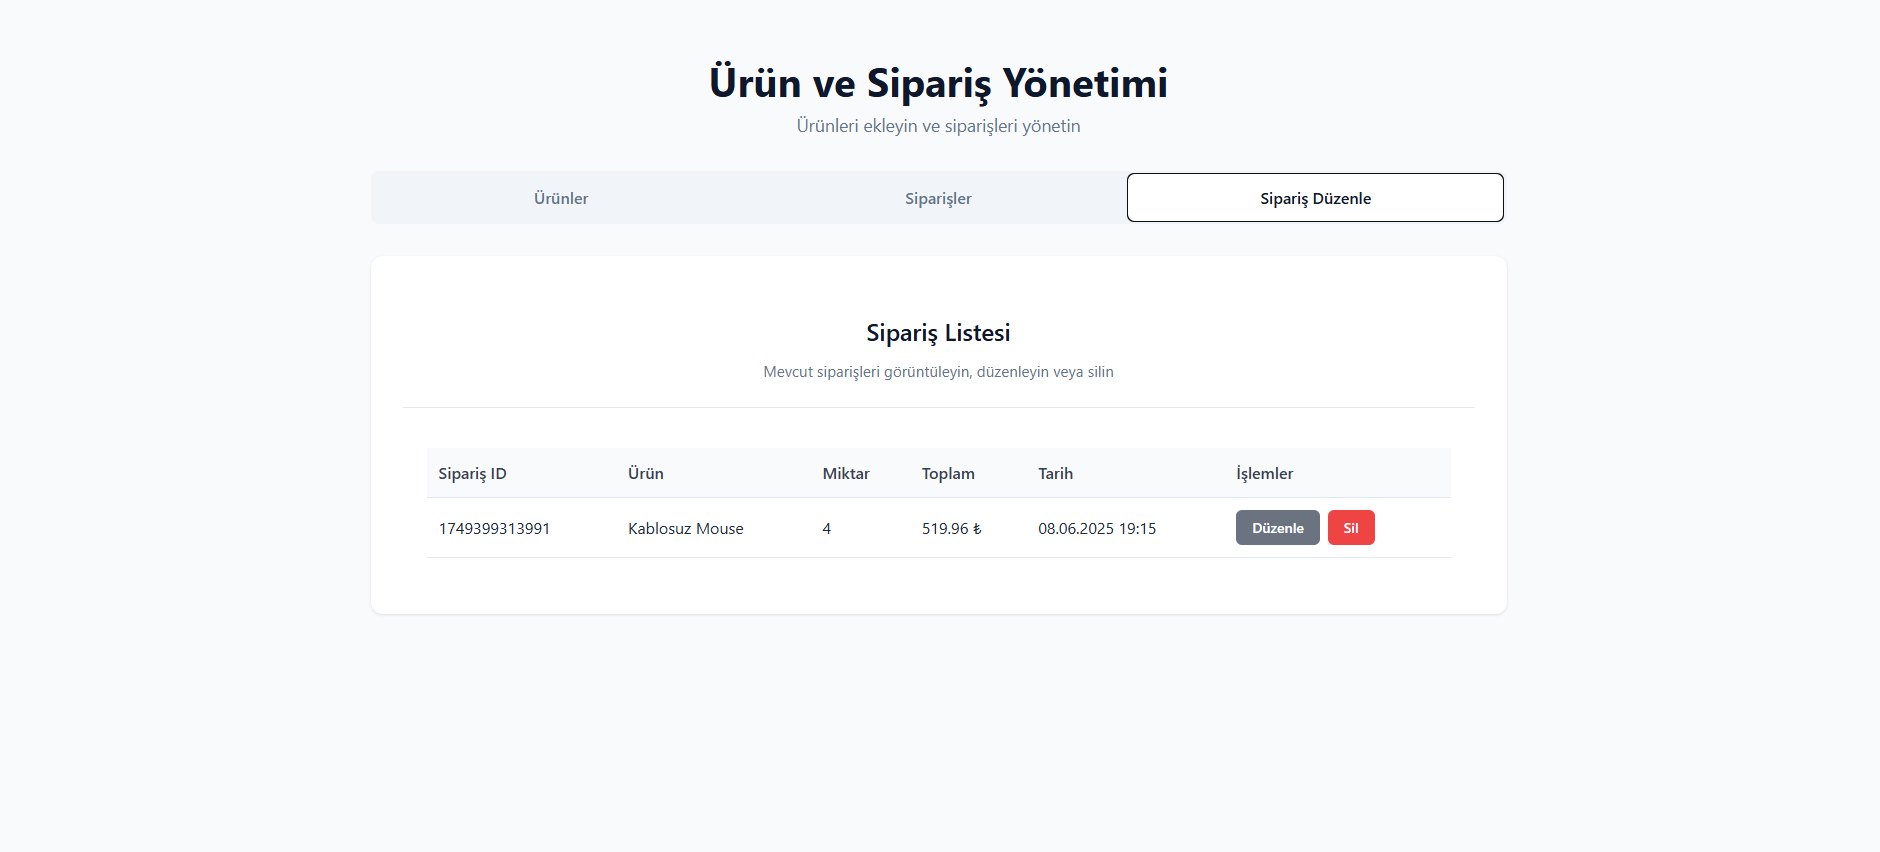 Ürün ve Sipariş Yönetimi
Ürünleri ekleyin ve siparişleri yönetin
Ürünler Siparişler Sipariş Düzenle
Sipariş Listesi
Mevcut siparişleri görüntüleyin, düzenleyin veya silin
Sipariş ID Ürün Miktar Toplam Tarih İşlemler
1749399313991 Kablosuz Mouse 4 519.96 ₺ 08.06.2025 19:15 Düzenle Sil